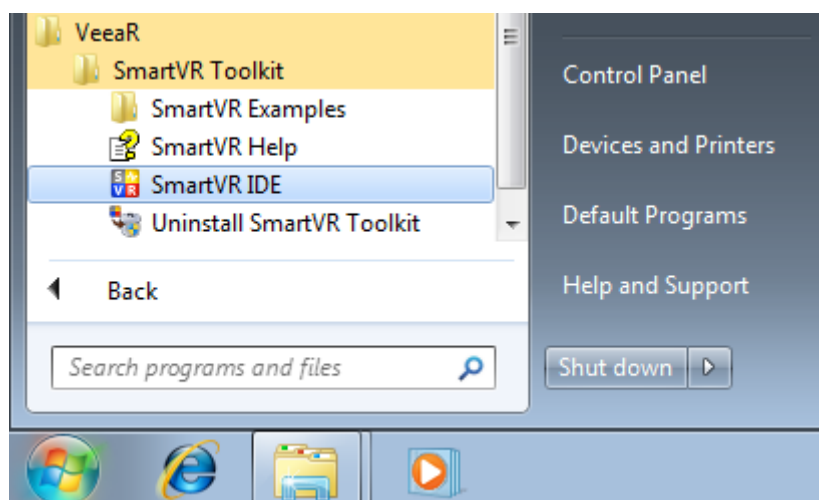 VeeaR
SmartVR Toolkit
SmartVR Examples
SmartVR Help
SmartVR IDE
Uninstall SmartVR Toolkit
Back
Search programs and files
Control Panel
Devices and Printers
Default Programs
Help and Support
Shut down